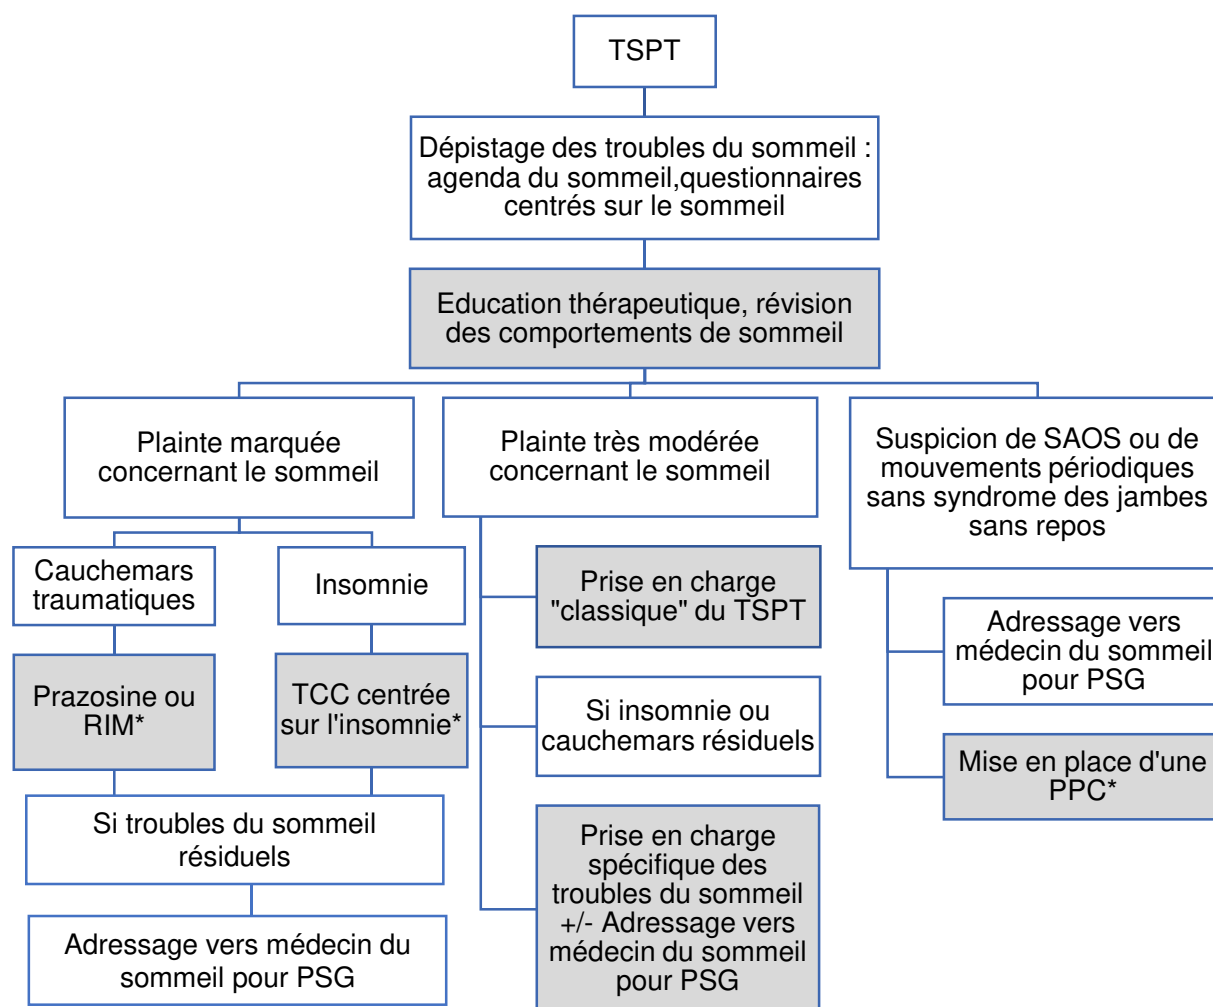 TSPT
Dépistage des troubles du sommeil :
agenda du sommeil,questionnaires
centrés sur le sommeil
Education thérapeutique, révision
des comportements de sommeil
Plainte marquée
concernant le sommeil
Cauchemars
traumatiques
Insomnie
Prazosine ou
RIM*
TCC centrée
sur l'insomnie*
Si troubles du sommeil
résiduels
Adressage vers médecin du
sommeil pour PSG
Plainte très modérée
concernant le sommeil
Prise en charge
"classique" du TSPT
Si insomnie ou
cauchemars résiduels
Prise en charge
spécifique des
troubles du sommeil
+/- Adressage vers
médecin du sommeil
pour PSG
Suspicion de SAOS ou de
mouvements périodiques
sans syndrome des jambes
sans repos
Adressage vers
médecin du sommeil
pour PSG
Mise en place d'une
PPC*